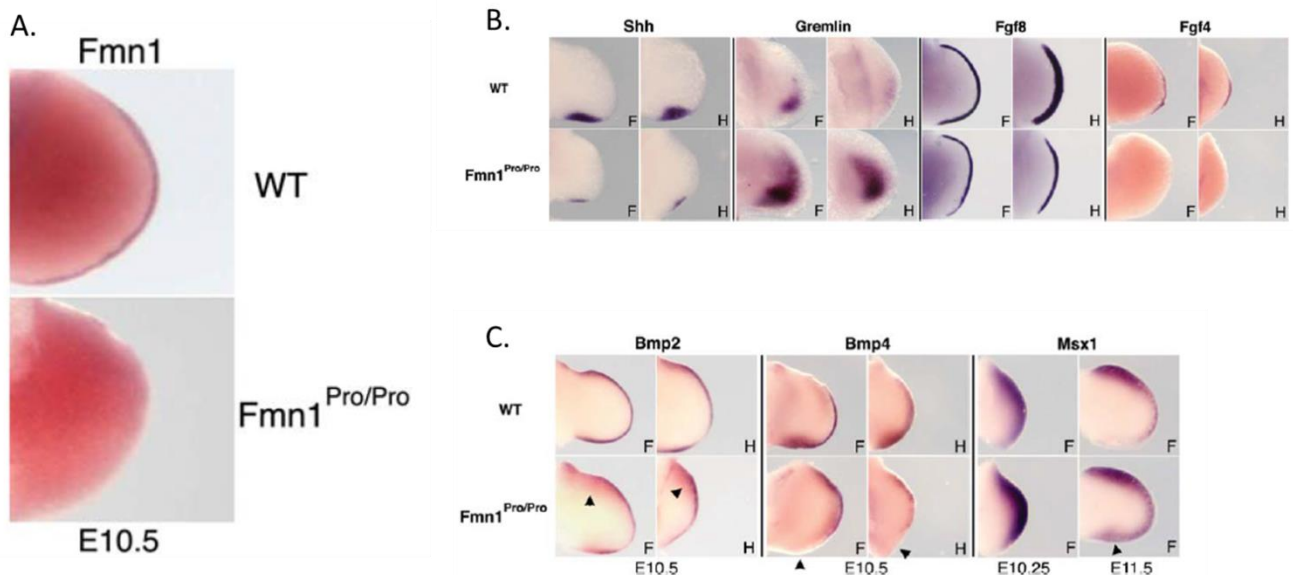 A.
Fmn1
WT
Fmn1Pro/Pro
E10.5
B.
Shh Gremlin Fgf8 Fgf4
WT
F H F H F H F H
Fmn1Pro/Pro
F H F H F H F H
C.
Bmp2 Bmp4 Msx1
WT
F H F H F F
Fmn1Pro/Pro
F H F H F F
E10.5 E10.5 E10.25 E11.5